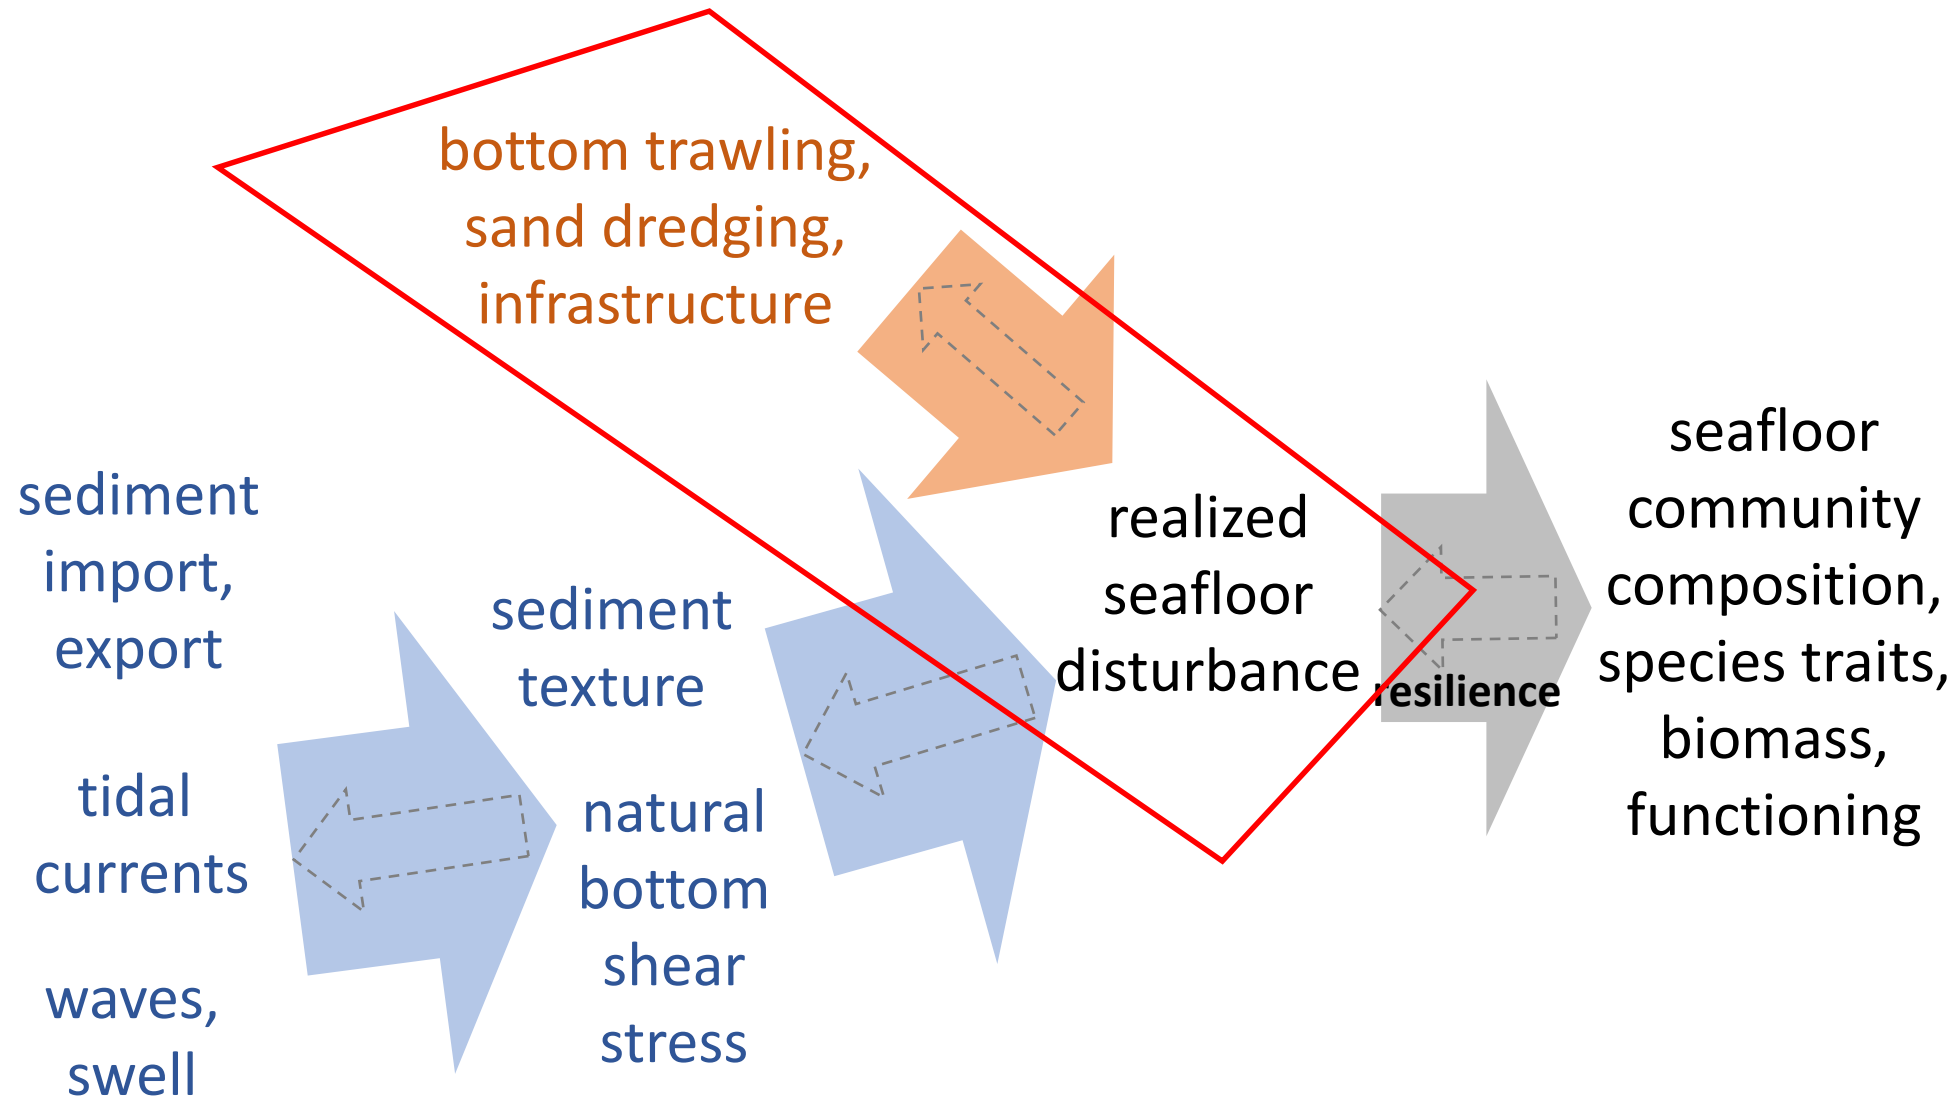 bottom trawling,
sand dredging,
infrastructure
sediment
import,
export
tidal
currents
waves,
swell
sediment
texture
natural
bottom
shear
stress
realized
seafloor
disturbance
resilience
seafloor
community
composition,
species traits,
biomass,
functioning